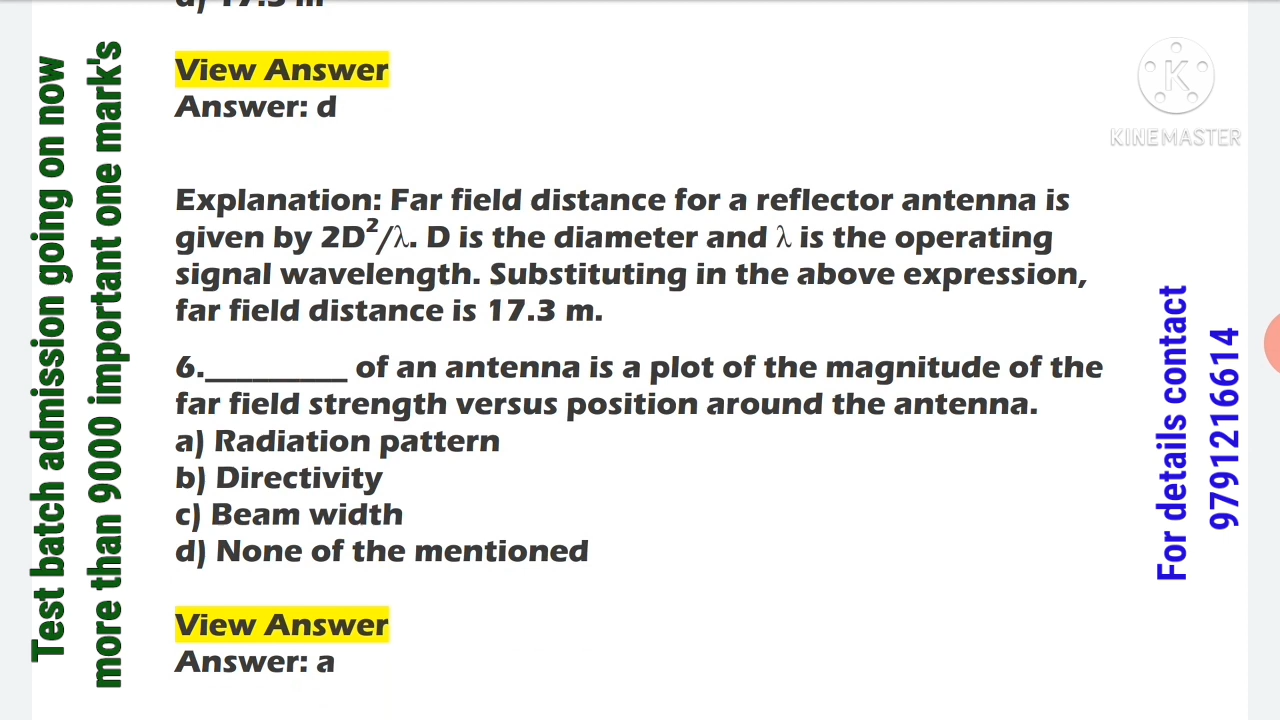 d) 17.3 m
View Answer
Answer: d
Explanation: Far field distance for a reflector antenna is
given by 2D²/λ. D is the diameter and λ is the operating
signal wavelength. Substituting in the above expression,
far field distance is 17.3 m.
6._________ of an antenna is a plot of the magnitude of the
far field strength versus position around the antenna.
a) Radiation pattern
b) Directivity
c) Beam width
d) None of the mentioned
View Answer
Answer: a
Test batch admission going on now
more than 9000 important one mark's
K
KINEMASTER
For details contact
9791216614